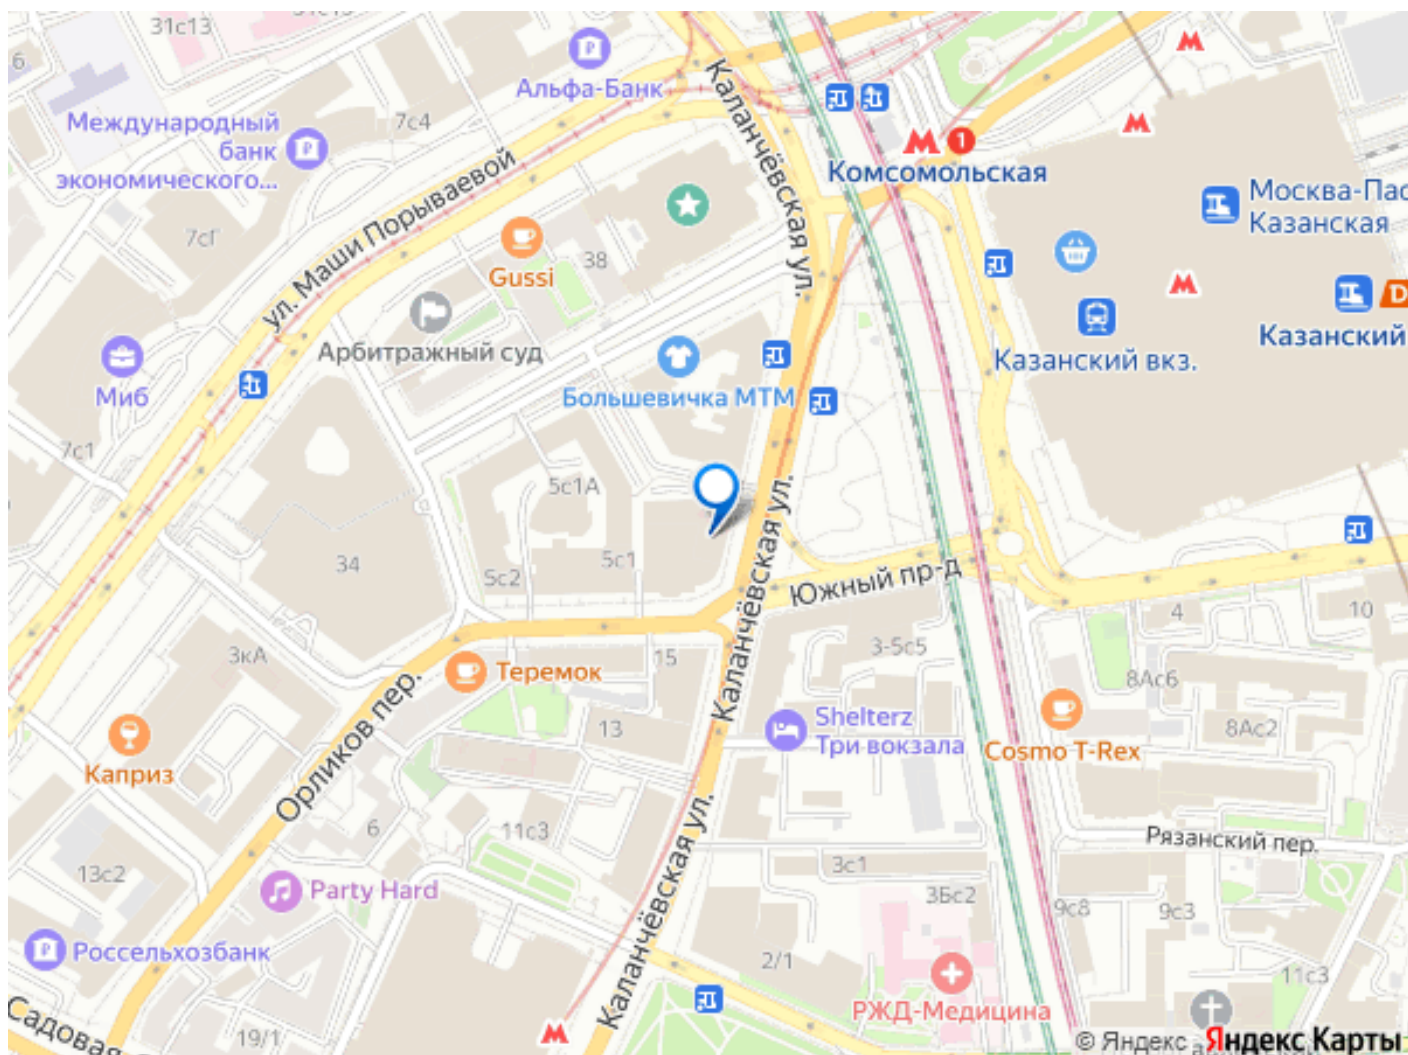 31с13
31с1
6
Альфа-Банк
7с4
Международный
банк
экономического...
Каланчёвская ул.
Комсомольская
1
Москва-Пас
Казанская
ул. Маши Порываевой
7сГ
Gussi
38
Арбитражный суд
D
Казанский
Казанский вкз.
Миб
Большевичка МТМ
7с1
5с1А
Каланчёвская ул.
34
5с1
5с2
Южный пр-д
4
10
3кА
15
3-5с5
Теремок
8Ас6
Орликов пер.
13
Shelterz
Три вокзала
Cosmo T-Rex
8Ас2
Каприз
6
11с3
Каланчёвская ул.
Рязанский пер.
3с1
13с2
Party Hard
3Бс2
9с8
9с3
Россельхозбанк
2/1
11с3
РЖД-Медицина
Садовая
19/1
© Яндекс Яндекс Карты